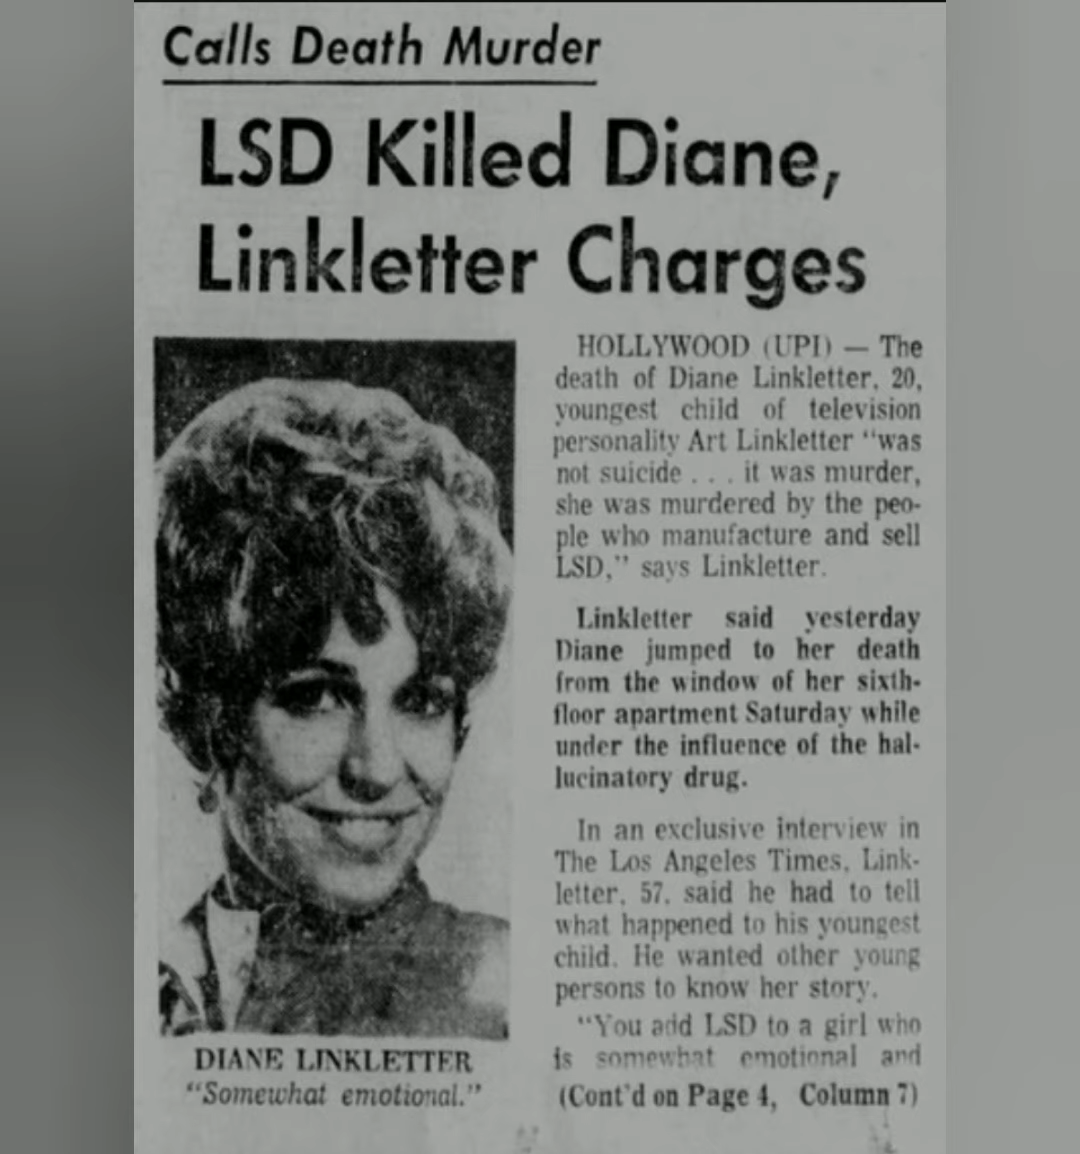 Calls Death Murder
LSD Killed Diane,
Linkletter Charges
HOLLYWOOD (UPI) — The
death of Diane Linkletter, 20,
youngest child of television
personality Art Linkletter "was
not suicide . . . it was murder,
she was murdered by the peo-
ple who manufacture and sell
LSD," says Linkletter.
Linkletter said yesterday
Diane jumped to her death
from the window of her sixth-
floor apartment Saturday while
under the influence of the hal-
lucinatory drug.
In an exclusive interview in
The Los Angeles Times, Link-
letter, 57, said he had to tell
what happened to his youngest
child. He wanted other young
persons to know her story.
"You add LSD to a girl who
is somewhat emotional and
(Cont'd on Page 4, Column 7)
DIANE LINKLETTER
"Somewhat emotional."